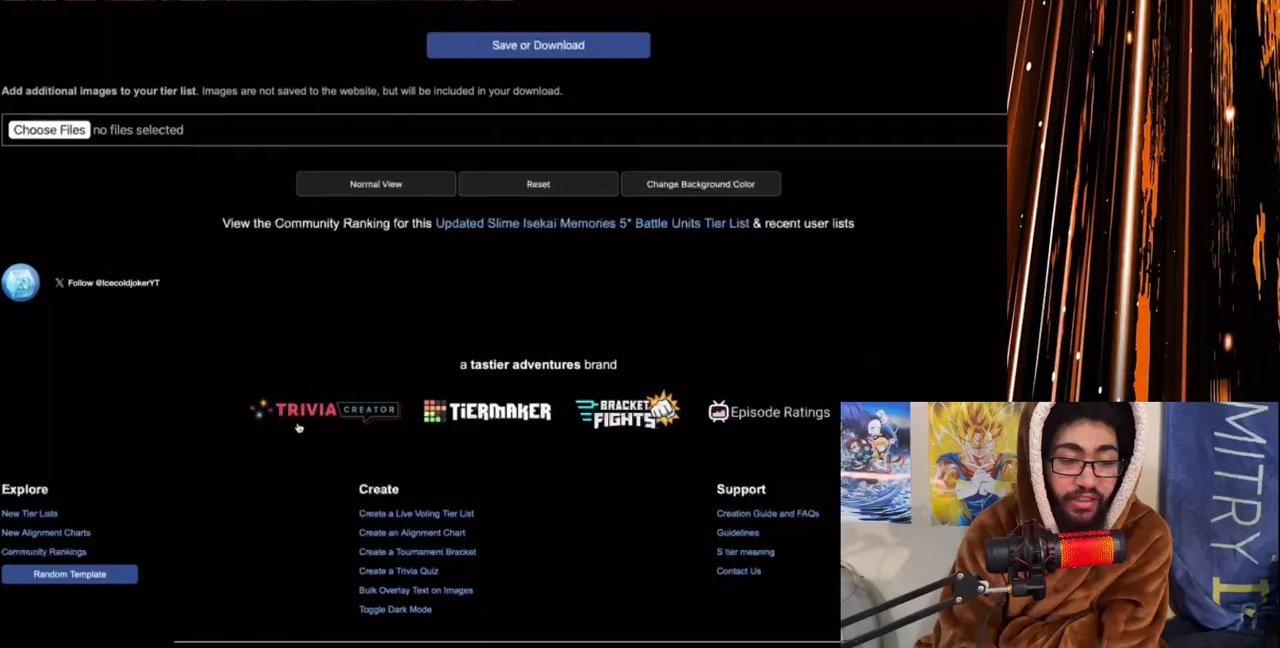 Save or Download
Add additional images to your tier list. Images are not saved to the website, but will be included in your download.
Choose Files no files selected
Normal View
Reset
Change Background Color
View the Community Ranking for this Updated Slime Isekai Memories 5* Battle Units Tier List & recent user lists
X Follow @IcecoldjokerYT
a tastier adventures brand
TRIVIA CREATOR
TiERMAKER
BRACKET
FIGHTS
Episode Ratings
Explore
New Tier Lists
New Alignment Charts
Community Rankings
Random Template
Create
Create a Live Voting Tier List
Create an Alignment Chart
Create a Tournament Bracket
Create a Trivia Quiz
Bulk Overlay Text on Images
Toggle Dark Mode
Support
Creation Guide and FAQs
Guidelines
S tier meaning
Contact Us
MITRY